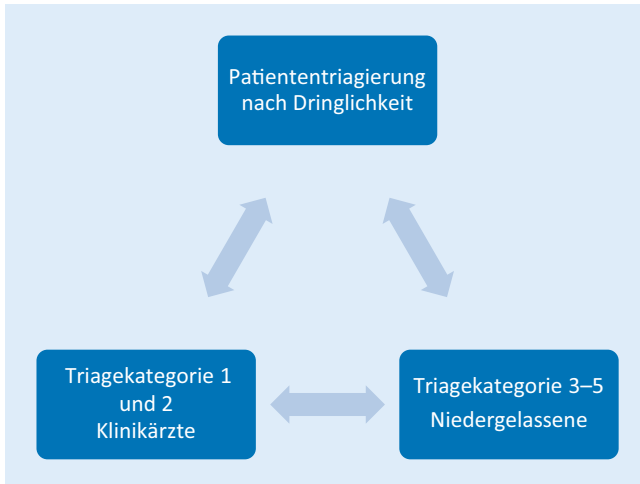 Patiententriagierung
nach Dringlichkeit
Triagekategorie 1
und 2
Klinikärzte
Triagekategorie 3–5
Niedergelassene